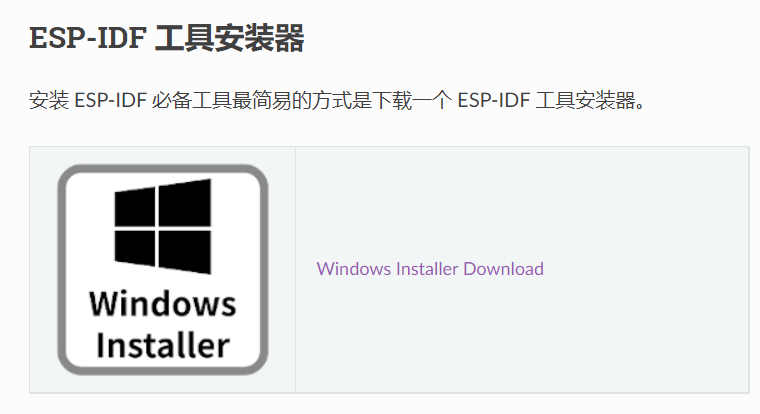 ESP-IDF 工具安装器
安装 ESP-IDF 必备工具最简易的方式是下载一个 ESP-IDF 工具安装器。
Windows
Installer
Windows Installer Download